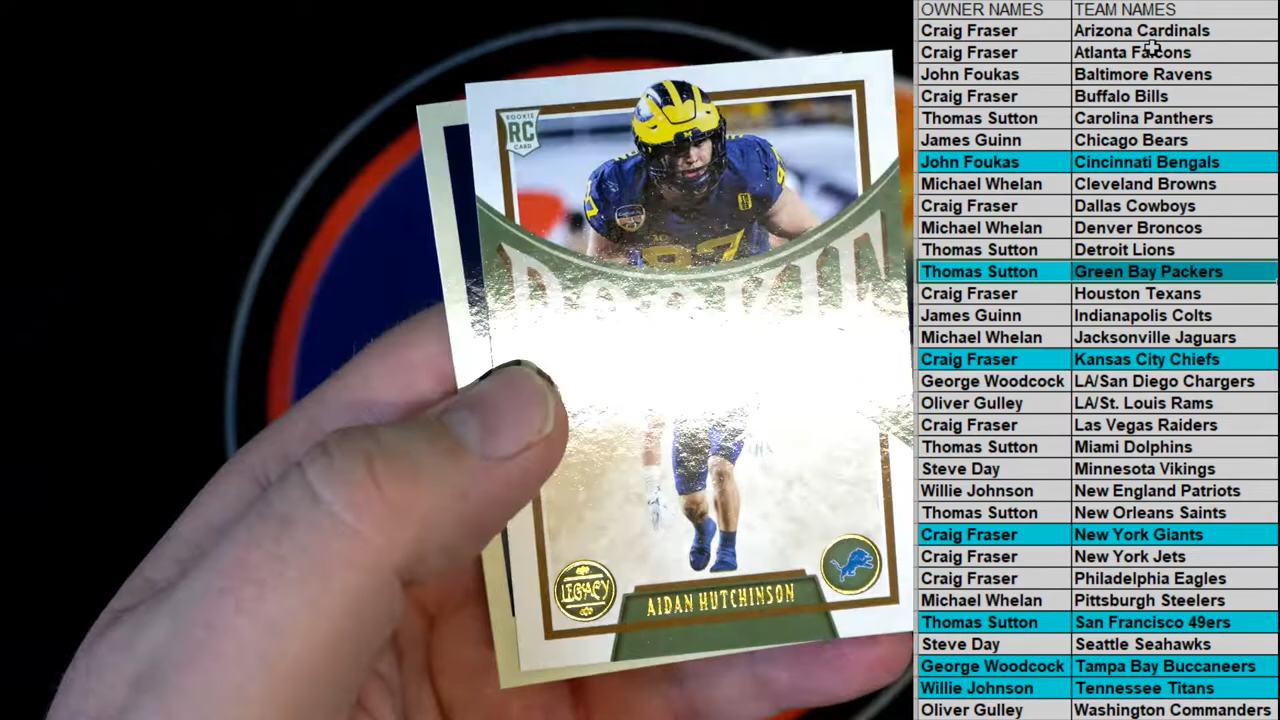 ROOKIE
RC
CARD
97
ROOKIE
LEGACY
AIDAN HUTCHINSON
OWNER NAMES TEAM NAMES
Craig Fraser Arizona Cardinals
Craig Fraser Atlanta Falcons
John Foukas Baltimore Ravens
Craig Fraser Buffalo Bills
Thomas Sutton Carolina Panthers
James Guinn Chicago Bears
John Foukas Cincinnati Bengals
Michael Whelan Cleveland Browns
Craig Fraser Dallas Cowboys
Michael Whelan Denver Broncos
Thomas Sutton Detroit Lions
Thomas Sutton Green Bay Packers
Craig Fraser Houston Texans
James Guinn Indianapolis Colts
Michael Whelan Jacksonville Jaguars
Craig Fraser Kansas City Chiefs
George Woodcock LA/San Diego Chargers
Oliver Gulley LA/St. Louis Rams
Craig Fraser Las Vegas Raiders
Thomas Sutton Miami Dolphins
Steve Day Minnesota Vikings
Willie Johnson New England Patriots
Thomas Sutton New Orleans Saints
Craig Fraser New York Giants
Craig Fraser New York Jets
Craig Fraser Philadelphia Eagles
Michael Whelan Pittsburgh Steelers
Thomas Sutton San Francisco 49ers
Steve Day Seattle Seahawks
George Woodcock Tampa Bay Buccaneers
Willie Johnson Tennessee Titans
Oliver Gulley Washington Commanders